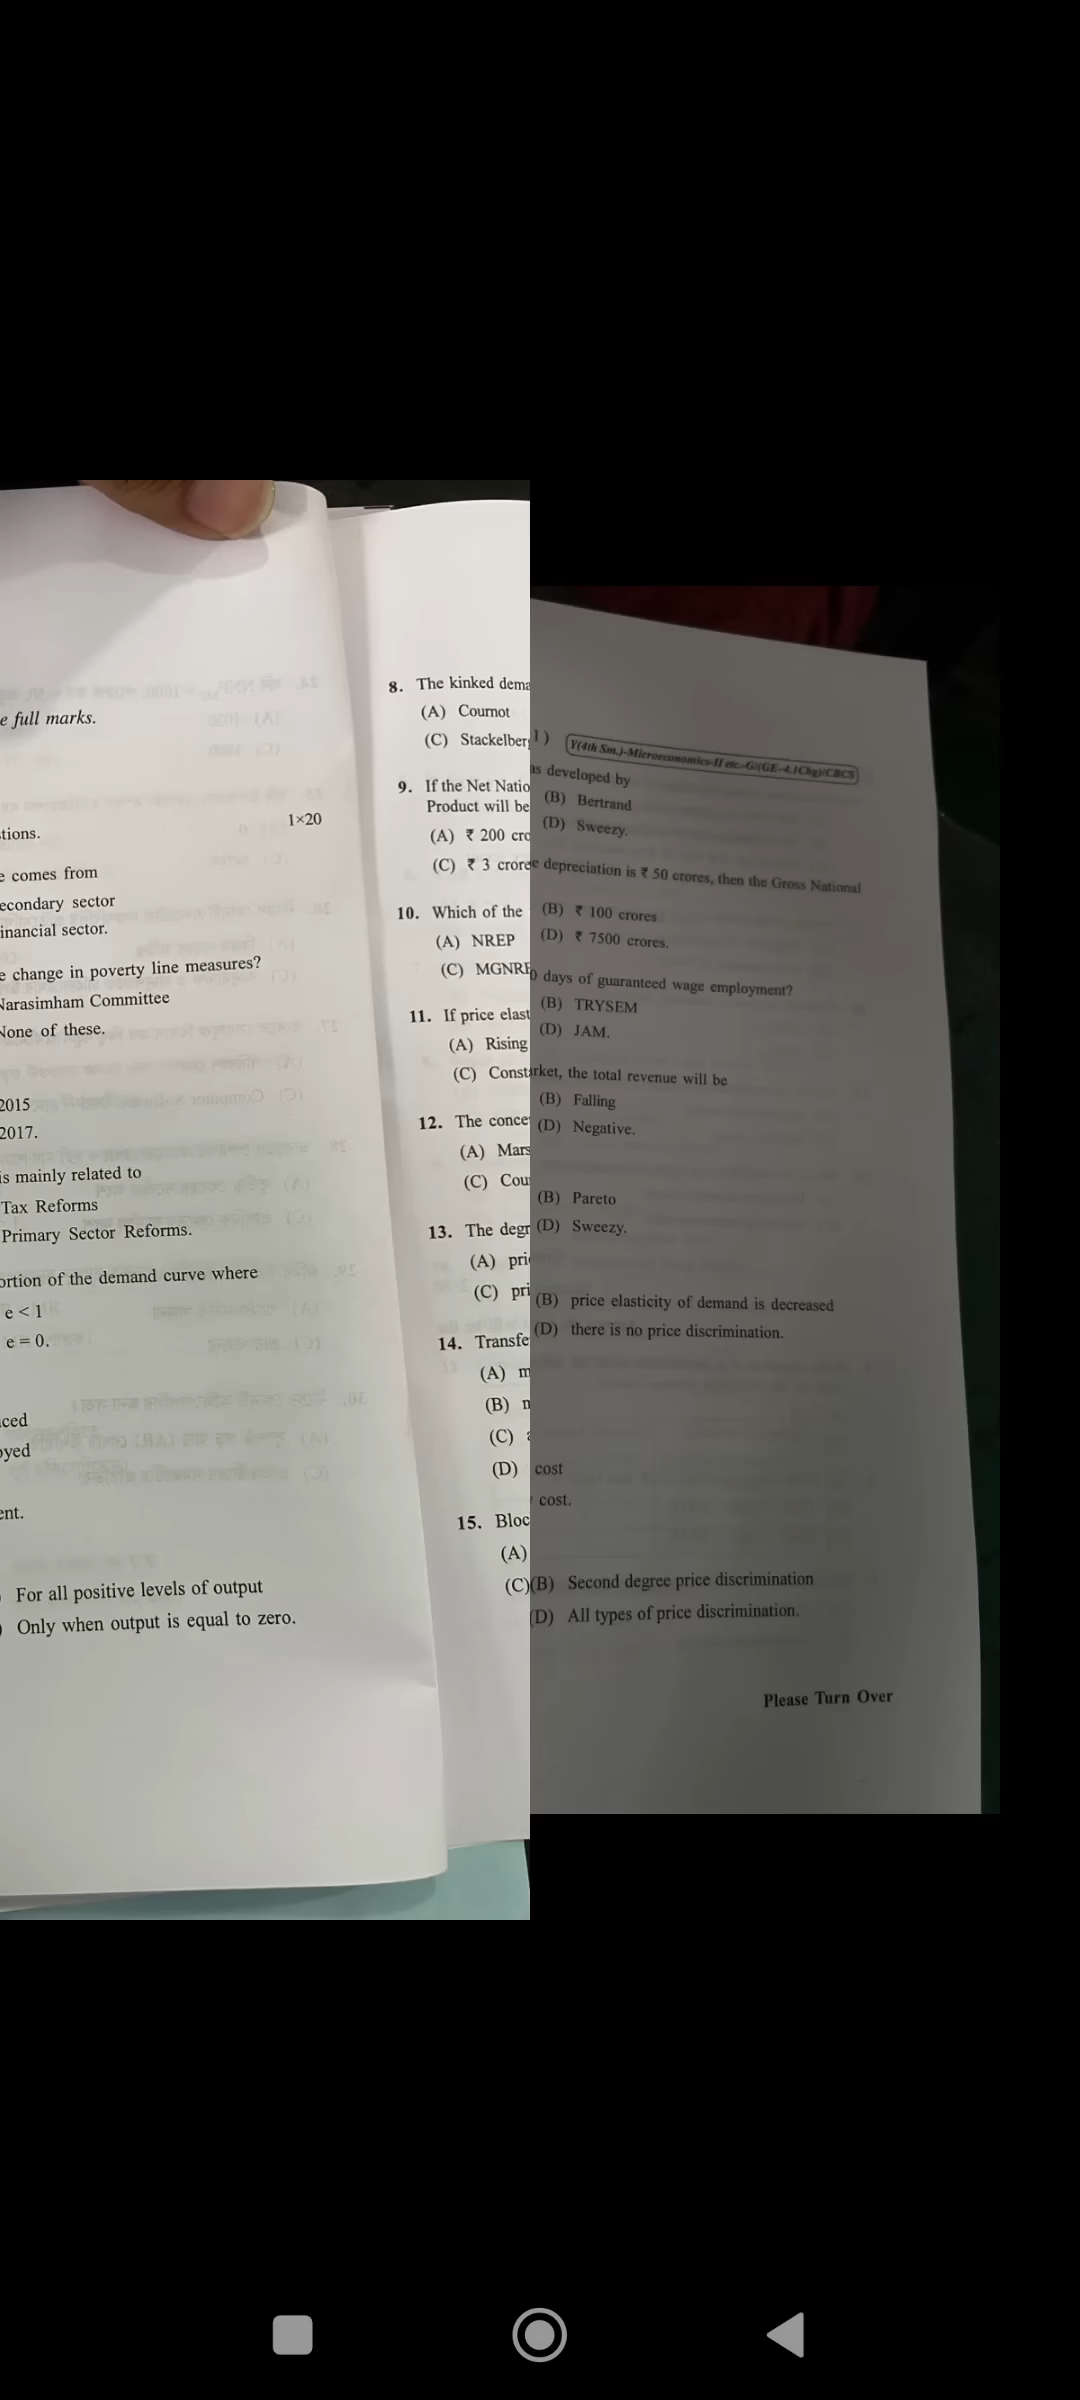 e full marks.
tions. 1×20
e comes from
econdary sector
inancial sector.
e change in poverty line measures?
Narasimham Committee
None of these.
2015
2017.
is mainly related to
Tax Reforms
Primary Sector Reforms.
ortion of the demand curve where
e < 1
e = 0.
ced
oyed
ent.
For all positive levels of output
Only when output is equal to zero.
8. The kinked dema
(A) Cournot
(C) Stackelberg
9. If the Net Natio
Product will be
(A) ₹ 200 cro
(C) ₹ 3 crore
10. Which of the
(A) NREP
(C) MGNRE
11. If price elast
(A) Rising
(C) Const
12. The conce
(A) Mars
(C) Cou
13. The degr
(A) pri
(C) pri
14. Transfe
(A) m
(B) n
(C)
(D)
15. Bloc
(A)
(C)
1) Y(4th Sm.)-Microeconomics-II etc.-G/(GE-4.1Chg)/CBCS
as developed by
(B) Bertrand
(D) Sweezy.
e depreciation is ₹ 50 crores, then the Gross National
(B) ₹ 100 crores
(D) ₹ 7500 crores.
0 days of guaranteed wage employment?
(B) TRYSEM
(D) JAM.
rket, the total revenue will be
(B) Falling
(D) Negative.
(B) Pareto
(D) Sweezy.
(B) price elasticity of demand is decreased
(D) there is no price discrimination.
cost
cost.
(B) Second degree price discrimination
(D) All types of price discrimination.
Please Turn Over